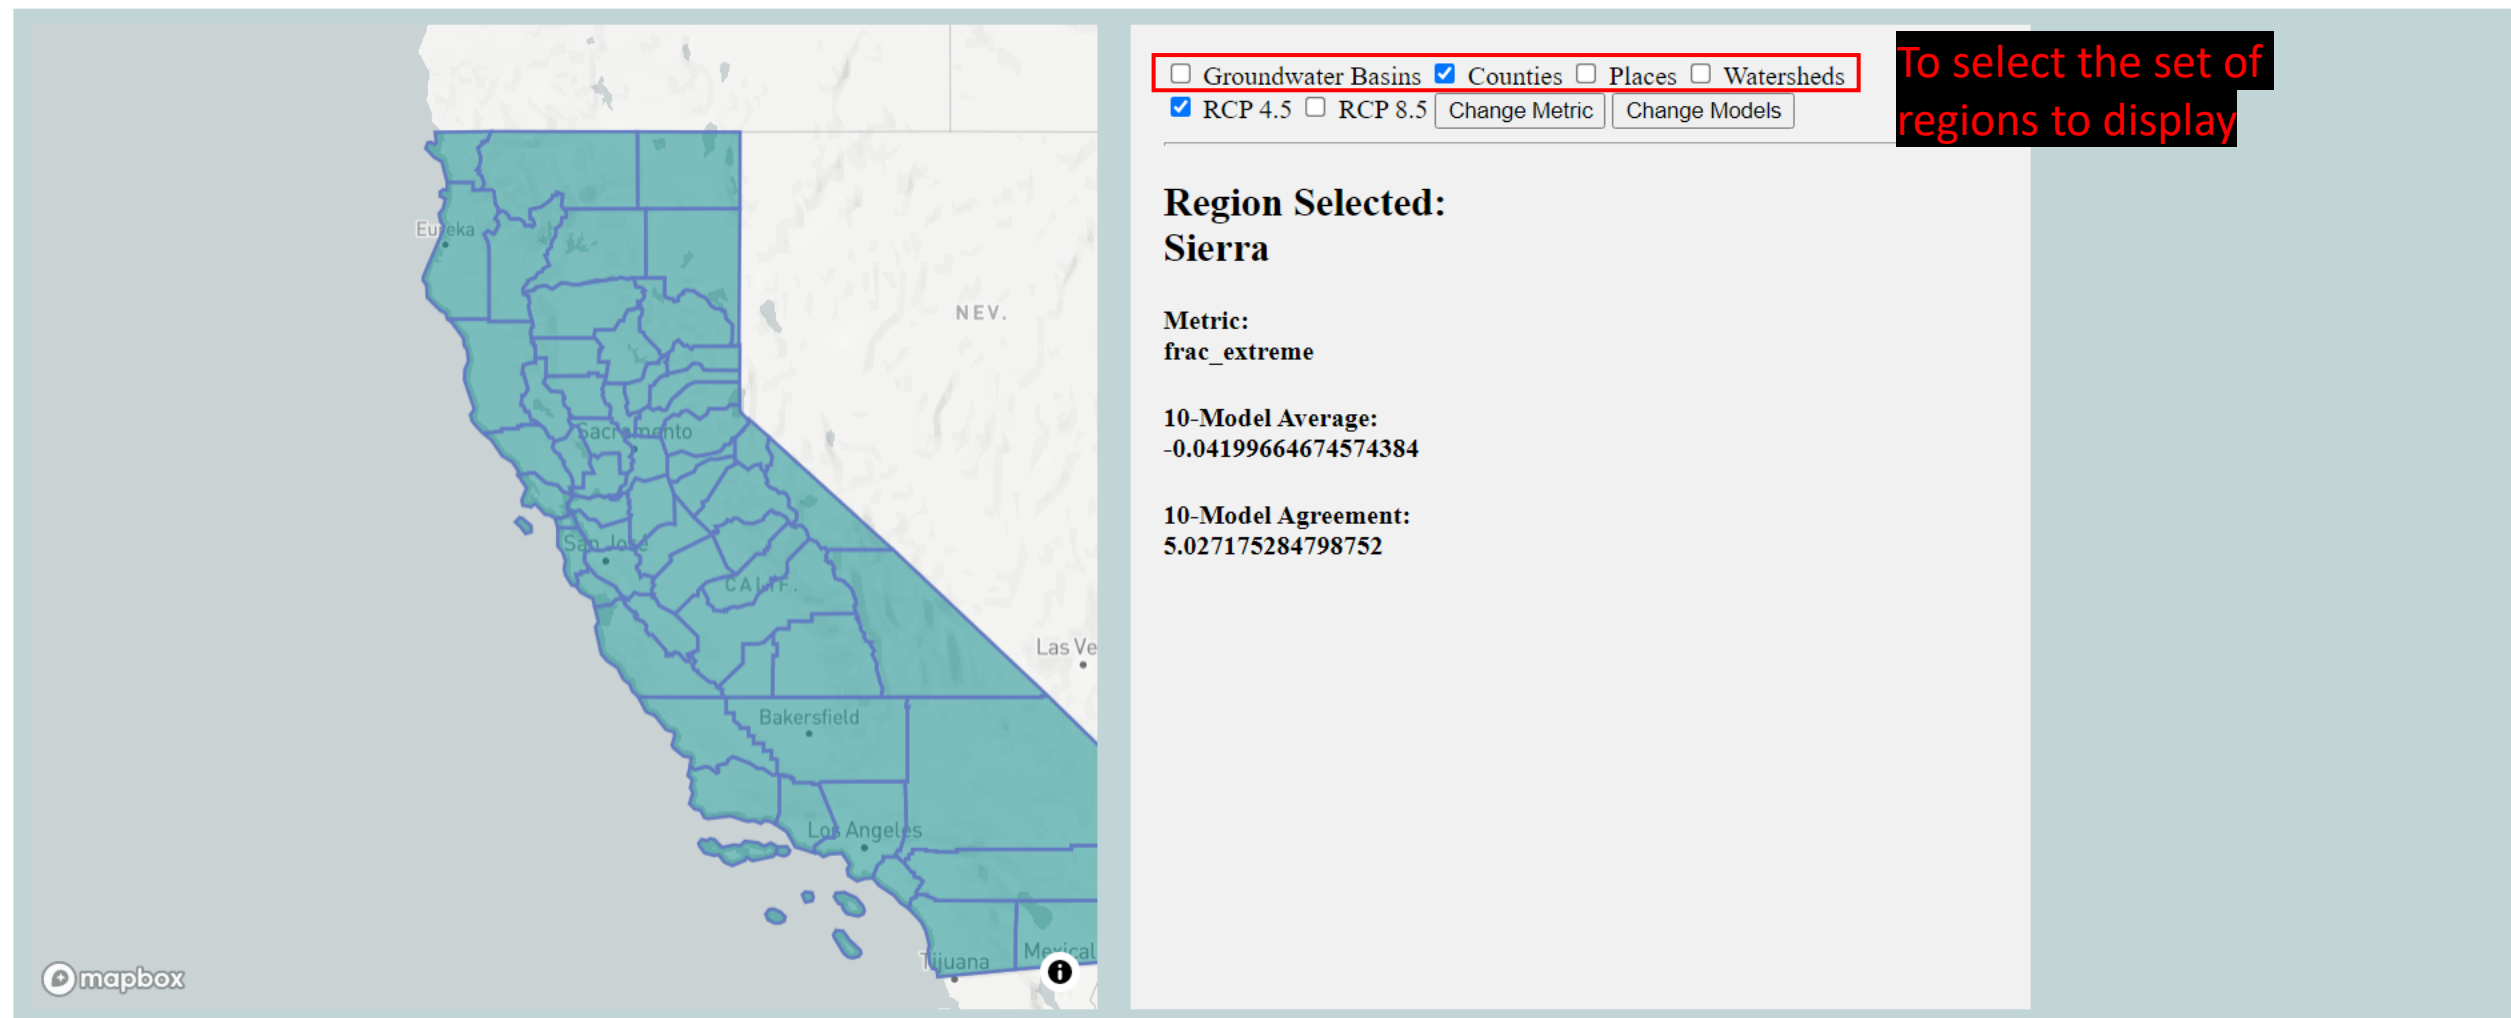 Groundwater Basins Counties Places Watersheds
RCP 4.5 RCP 8.5 Change Metric Change Models
To select the set of
regions to display
Region Selected:
Sierra
Metric:
frac_extreme
10-Model Average:
-0.04199664674574384
10-Model Agreement:
5.027175284798752
Eureka
NEV.
Sacramento
San José
CALIF.
Las Ve
Bakersfield
Los Angeles
Tijuana
Mexical
mapbox